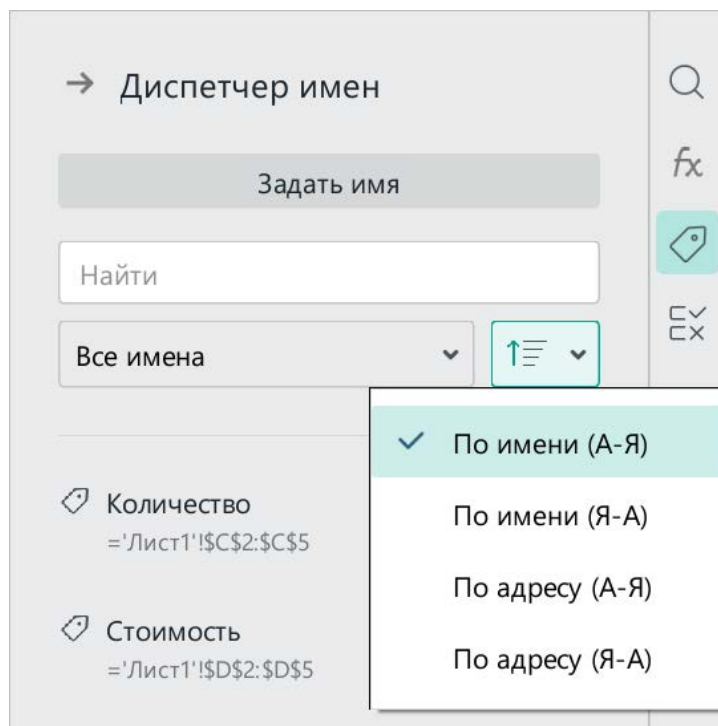 Диспетчер имен
fx
Задать имя
Найти
Все имена
По имени (А-Я)
По имени (Я-А)
По адресу (А-Я)
По адресу (Я-А)
Количество
='Лист1'!$C$2:$C$5
Стоимость
='Лист1'!$D$2:$D$5